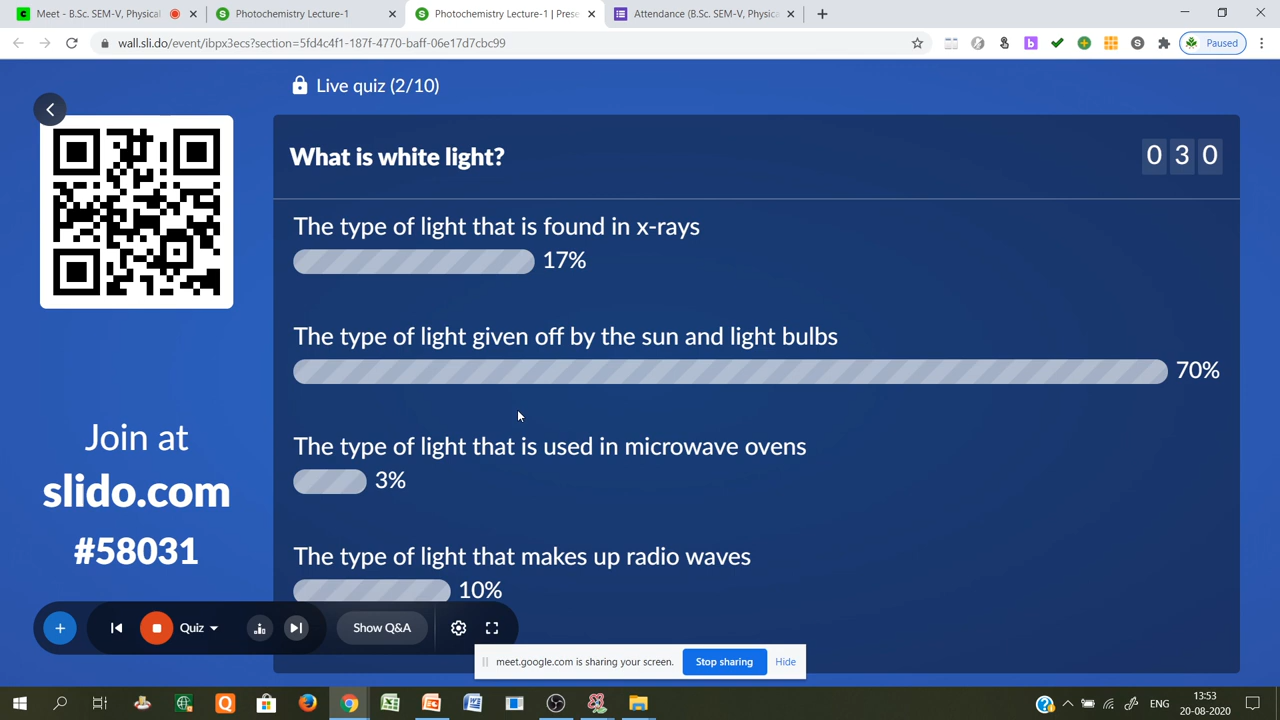 Meet - B.Sc. SEM-V, Physical
Photochemistry Lecture-1
Photochemistry Lecture-1 | Prese
Attendance (B.Sc. SEM-V, Physica
wall.sli.do/event/ibpx3ecs?section=5fd4c4f1-187f-4770-baff-06e17d7cbc99
Paused
Live quiz (2/10)
What is white light?
0 3 0
The type of light that is found in x-rays
17%
The type of light given off by the sun and light bulbs
70%
The type of light that is used in microwave ovens
3%
The type of light that makes up radio waves
10%
Join at
slido.com
#58031
Quiz
Show Q&A
meet.google.com is sharing your screen.
Stop sharing
Hide
ENG
13:53
20-08-2020